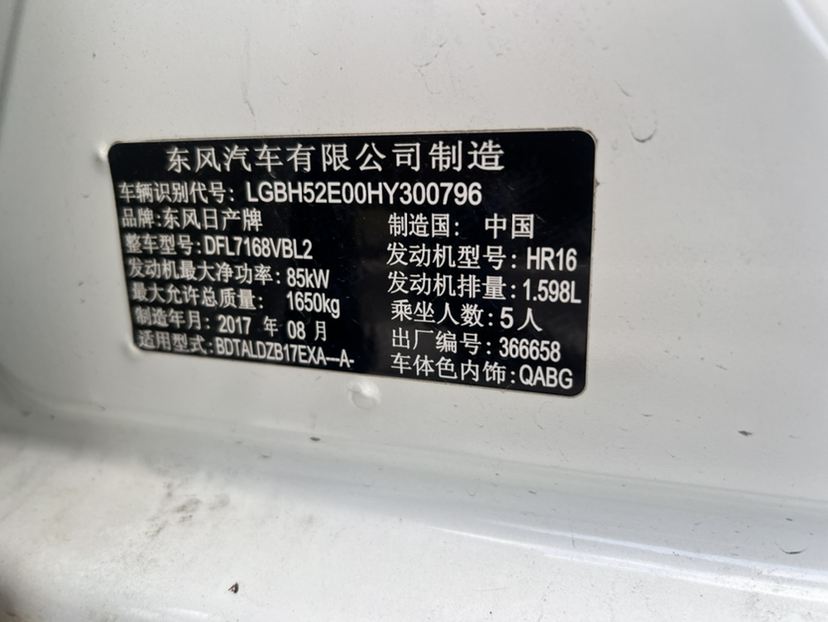 东风汽车有限公司制造
车辆识别代号: LGBH52E00HY300796
品牌:东风日产牌 制造国: 中国
整车型号:DFL7168VBL2 发动机型号: HR16
发动机最大净功率: 85kW 发动机排量: 1.598L
最大允许总质量: 1650kg 乘坐人数: 5人
制造年月: 2017 年 08 月 出厂编号: 366658
适用型式: BDTALDZB17EXA---A- 车体色内饰: QABG